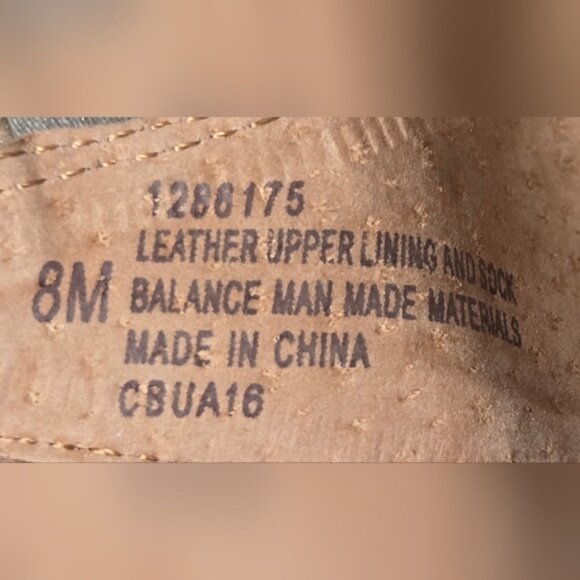 1286175
LEATHER UPPER LINING AND SOCK
8M BALANCE MAN MADE MATERIALS
MADE IN CHINA
CBUA16